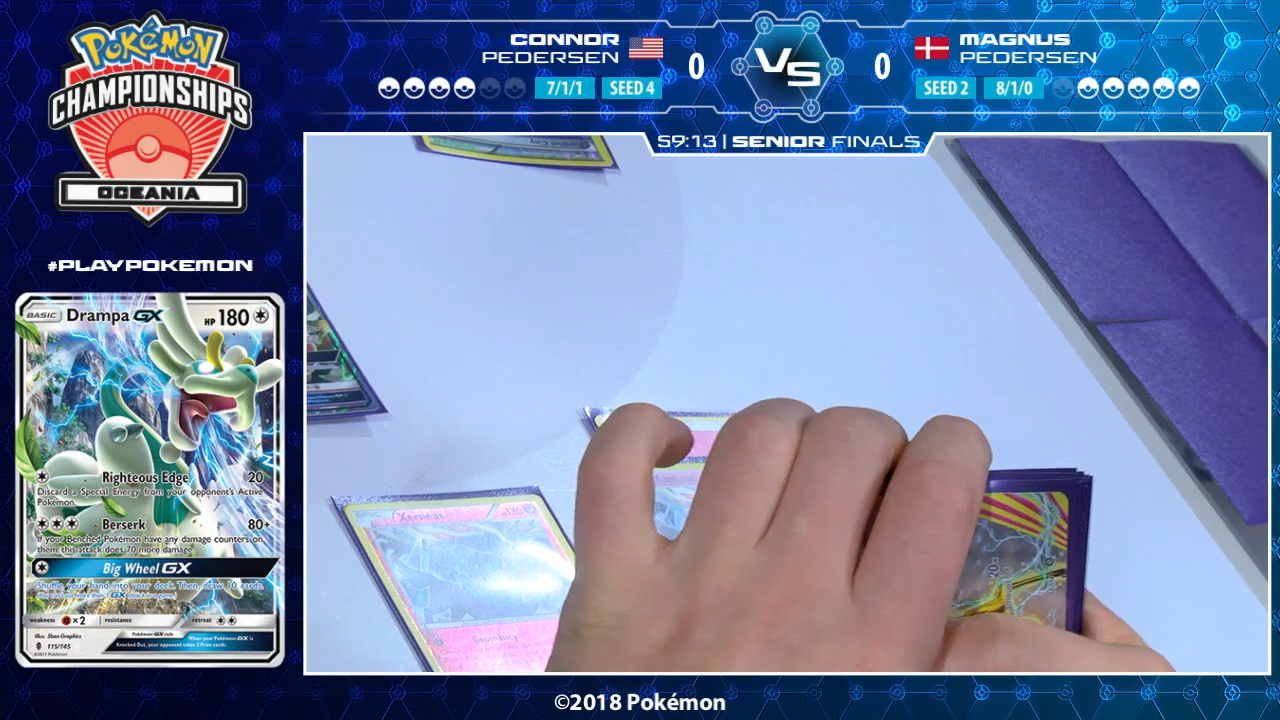 POKÉMON
CHAMPIONSHIPS
OCEANIA
#PLAYPOKEMON
CONNOR
PEDERSEN
7/1/1
SEED 4
0
VS
0
MAGNUS
PEDERSEN
SEED 2
8/1/0
59:13 | SENIOR FINALS
BASIC Drampa GX HP 180
Righteous Edge 20
Discard a Special Energy from your opponent's Active
Pokémon.
Berserk 80+
If your Benched Pokémon have any damage counters on
them, this attack does 70 more damage.
Big Wheel GX
Shuffle your hand into your deck. Then, draw 10 cards.
weakness ×2 resistance retreat
115/145
Xerneas
Geomancy
20
©2018 Pokémon